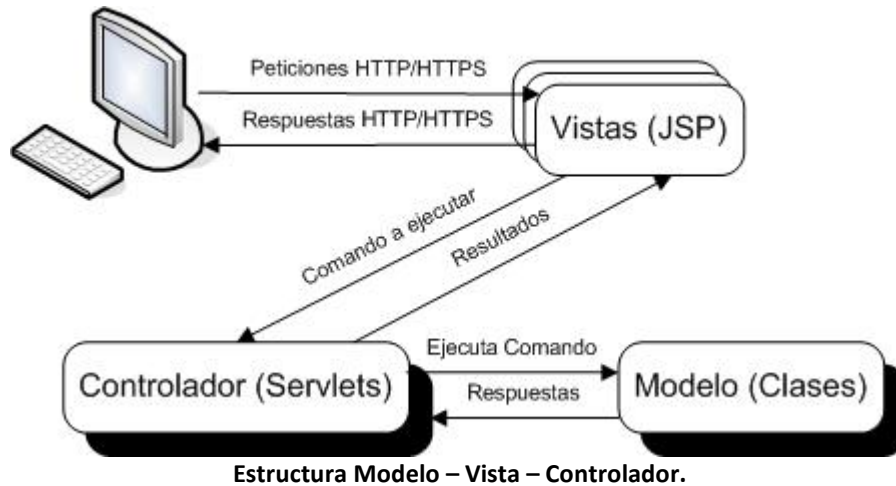 Peticiones HTTP/HTTPS
Respuestas HTTP/HTTPS
Vistas (JSP)
Comando a ejecutar
Resultados
Controlador (Servlets)
Ejecuta Comando
Respuestas
Modelo (Clases)
Estructura Modelo – Vista – Controlador.